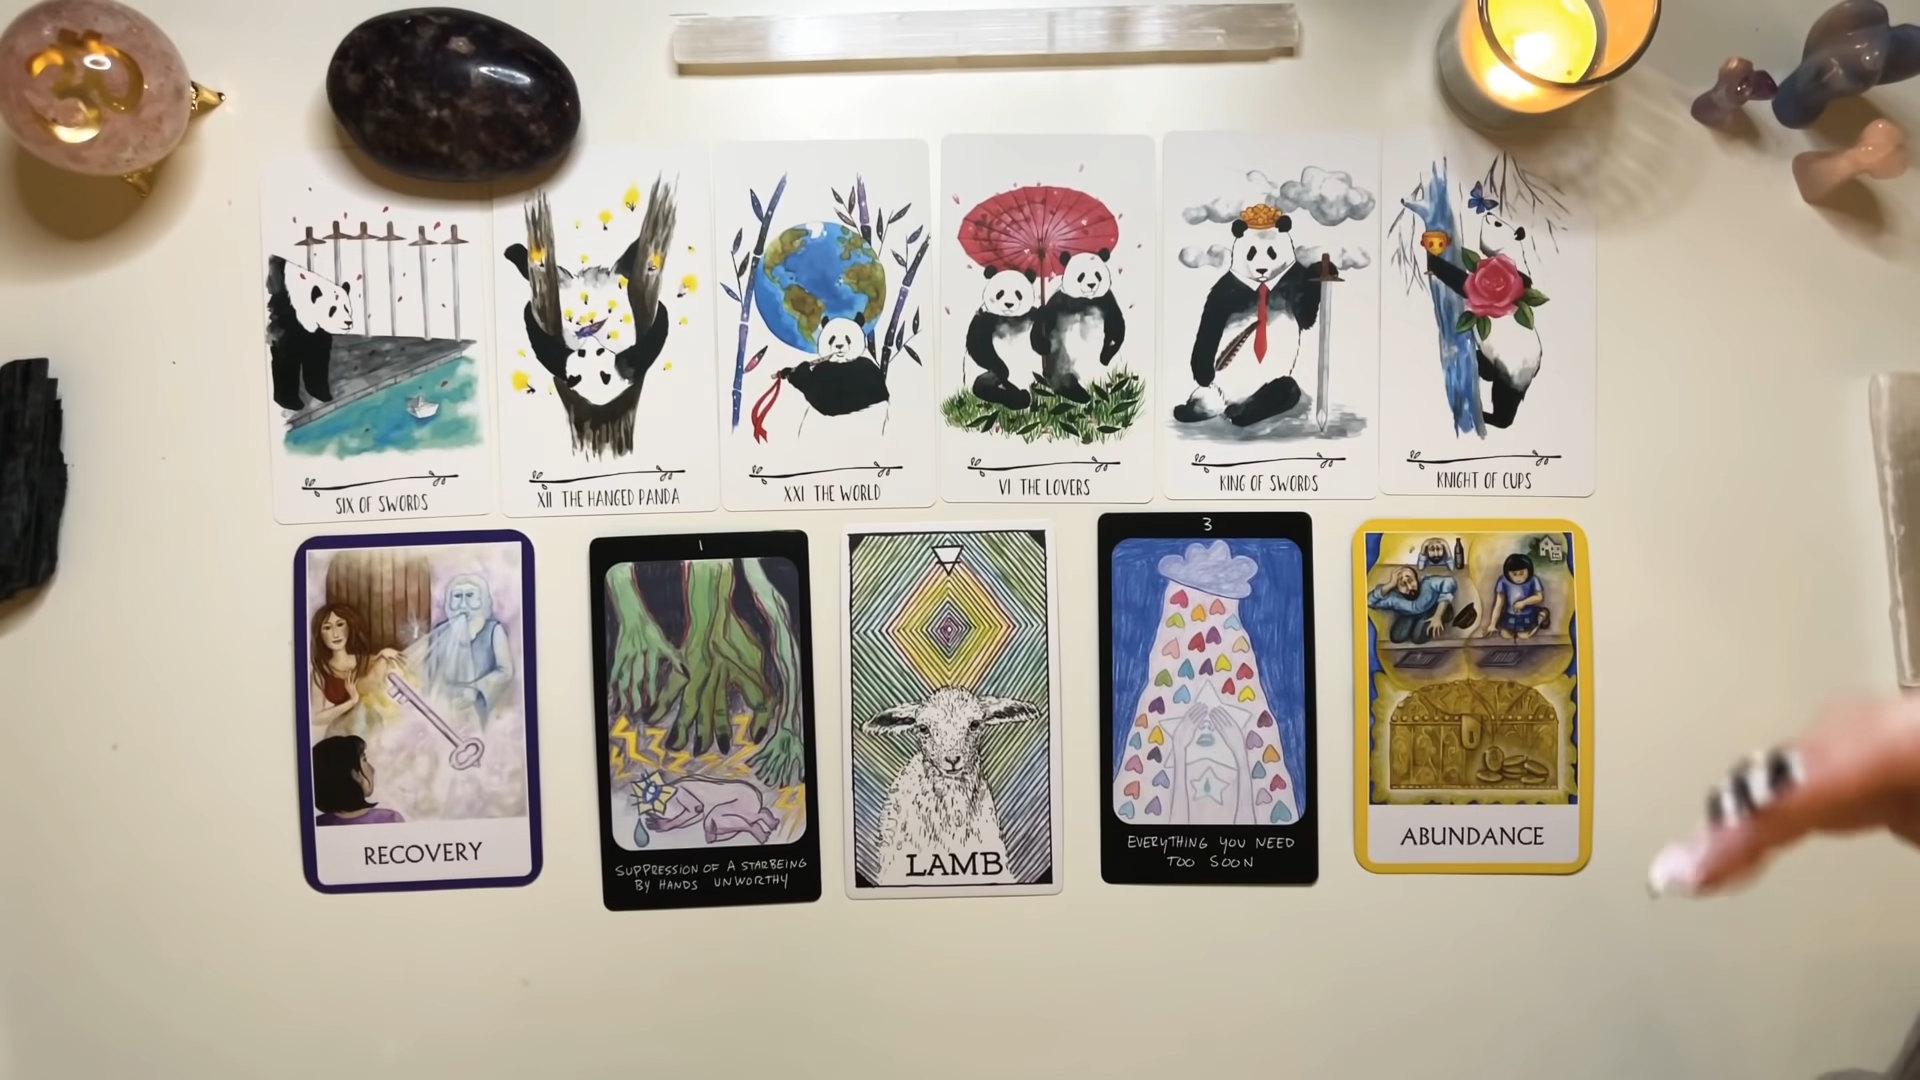 ॐ
SIX OF SWORDS
XII THE HANGED PANDA
XXI THE WORLD
VI THE LOVERS
KING OF SWORDS
KNIGHT OF CUPS
RECOVERY
1
SUPPRESSION OF A STARBEING
BY HANDS UNWORTHY
LAMB
3
EVERYTHING YOU NEED
TOO SOON
ABUNDANCE